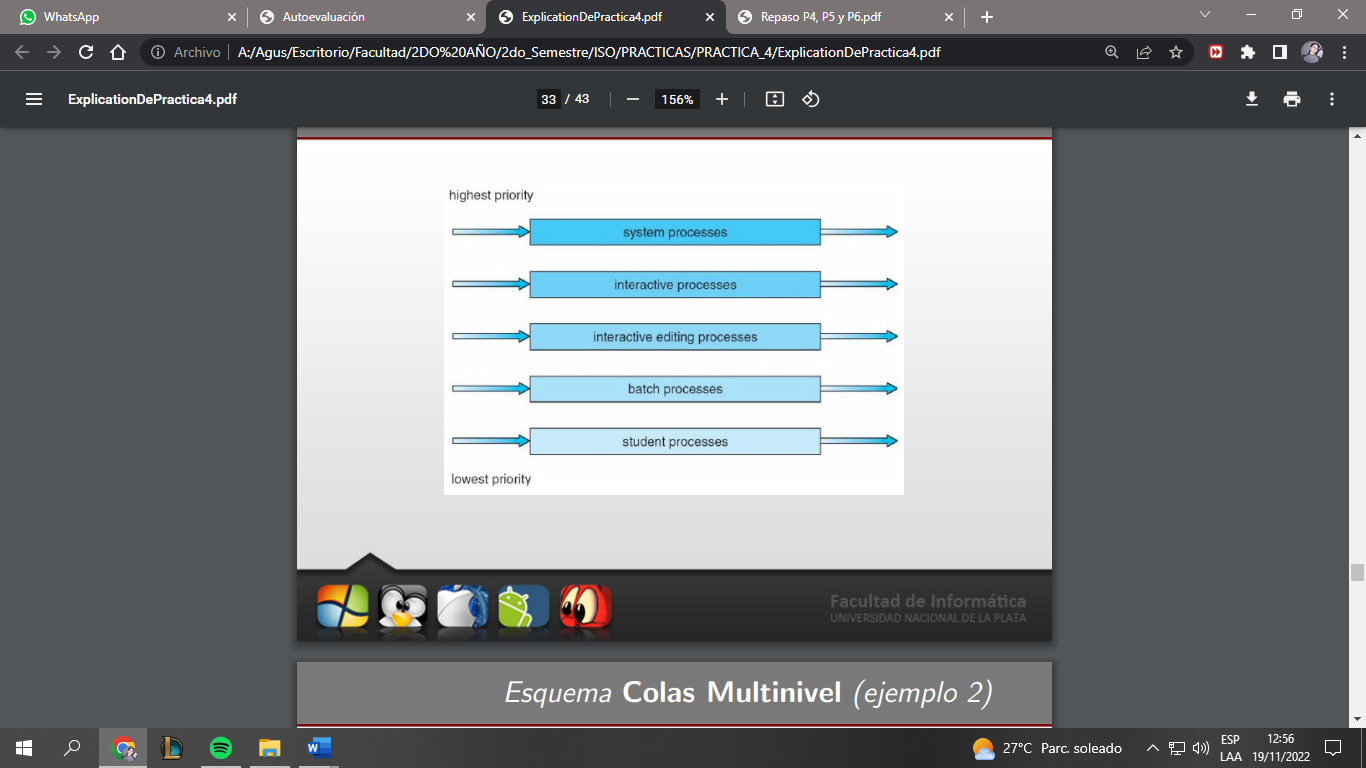 WhatsApp
Autoevaluación
ExplicationDePractica4.pdf
Repaso P4, P5 y P6.pdf
Archivo
A:/Agus/Escritorio/Facultad/2DO%20AÑO/2do_Semestre/ISO/PRACTICAS/PRACTICA_4/ExplicationDePractica4.pdf
ExplicationDePractica4.pdf
33 / 43
156%
highest priority
system processes
interactive processes
interactive editing processes
batch processes
student processes
lowest priority
Facultad de Informática
UNIVERSIDAD NACIONAL DE LA PLATA
Esquema Colas Multinivel (ejemplo 2)
27°C Parc. soleado
ESP
LAA
12:56
19/11/2022